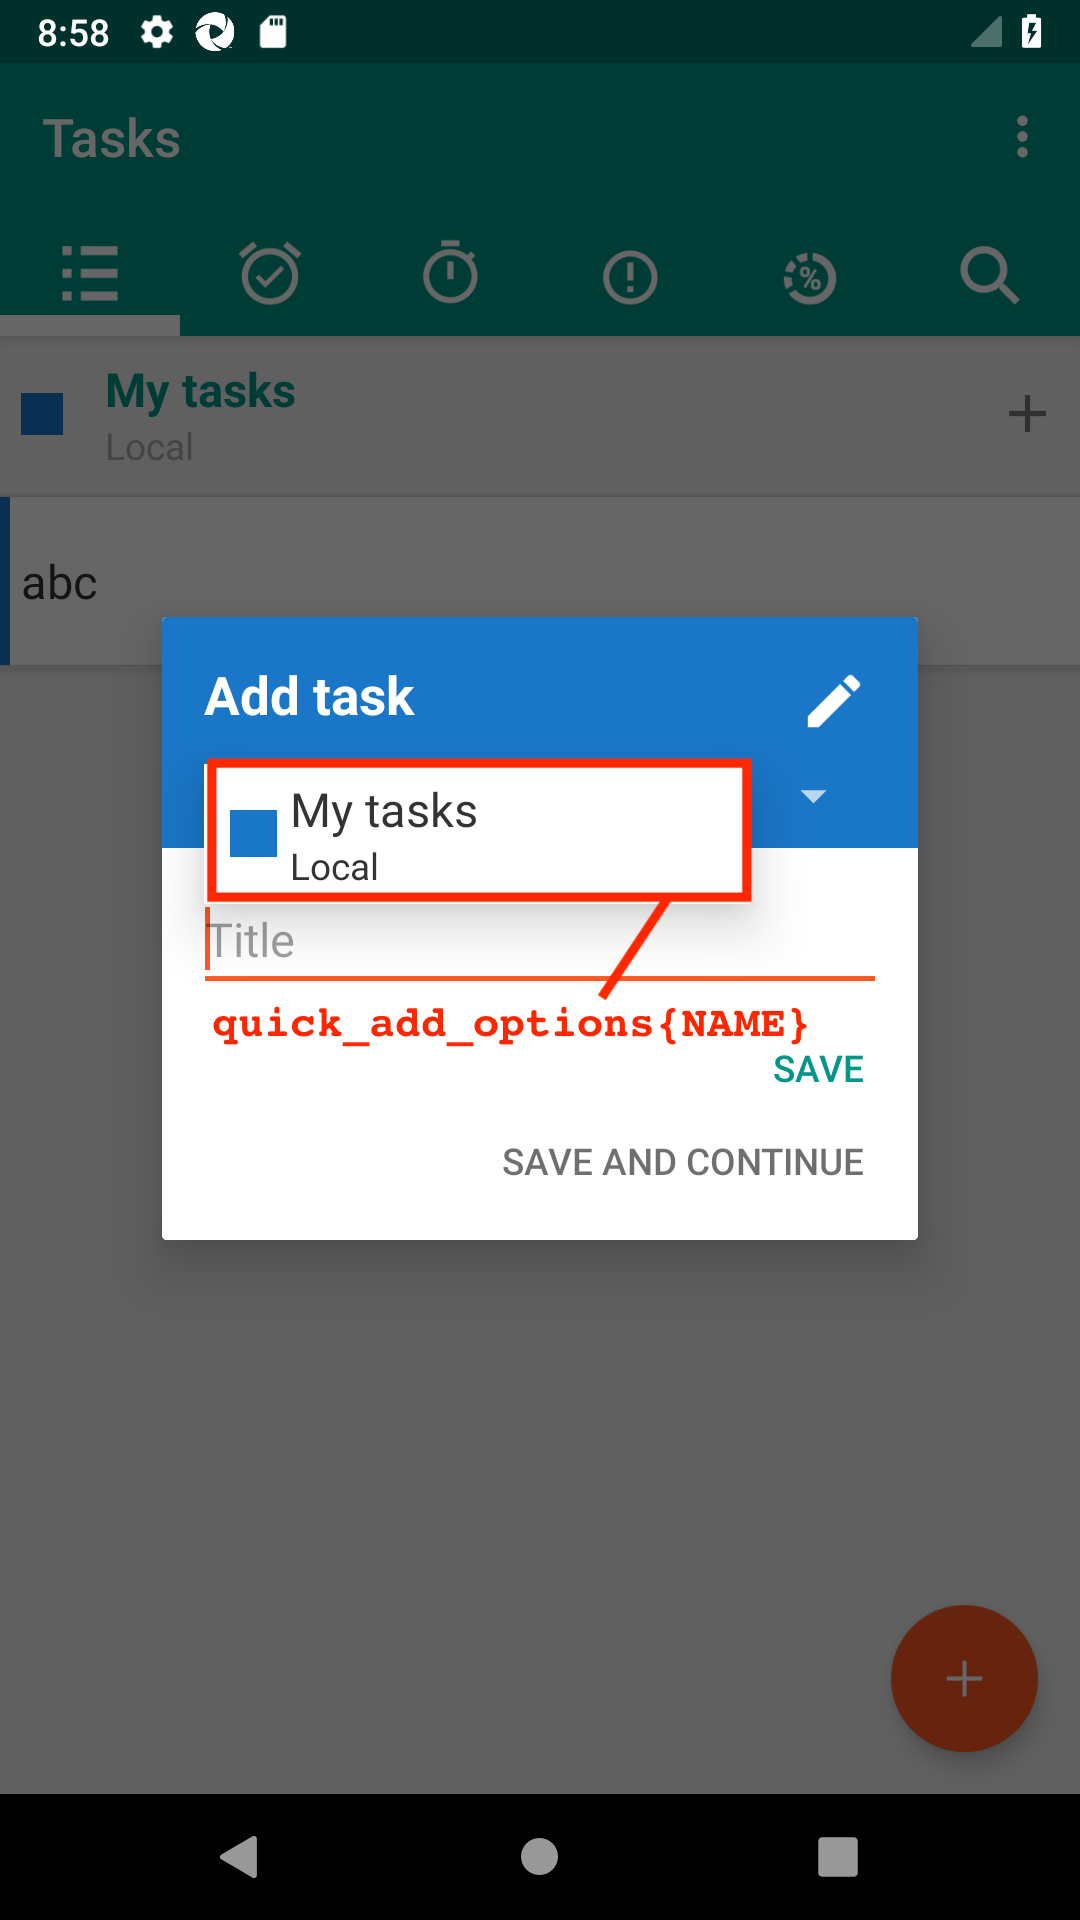 8:58
Tasks
My tasks
Local
abc
Add task
My tasks
Local
Title
quick_add_options{NAME}
SAVE
SAVE AND CONTINUE